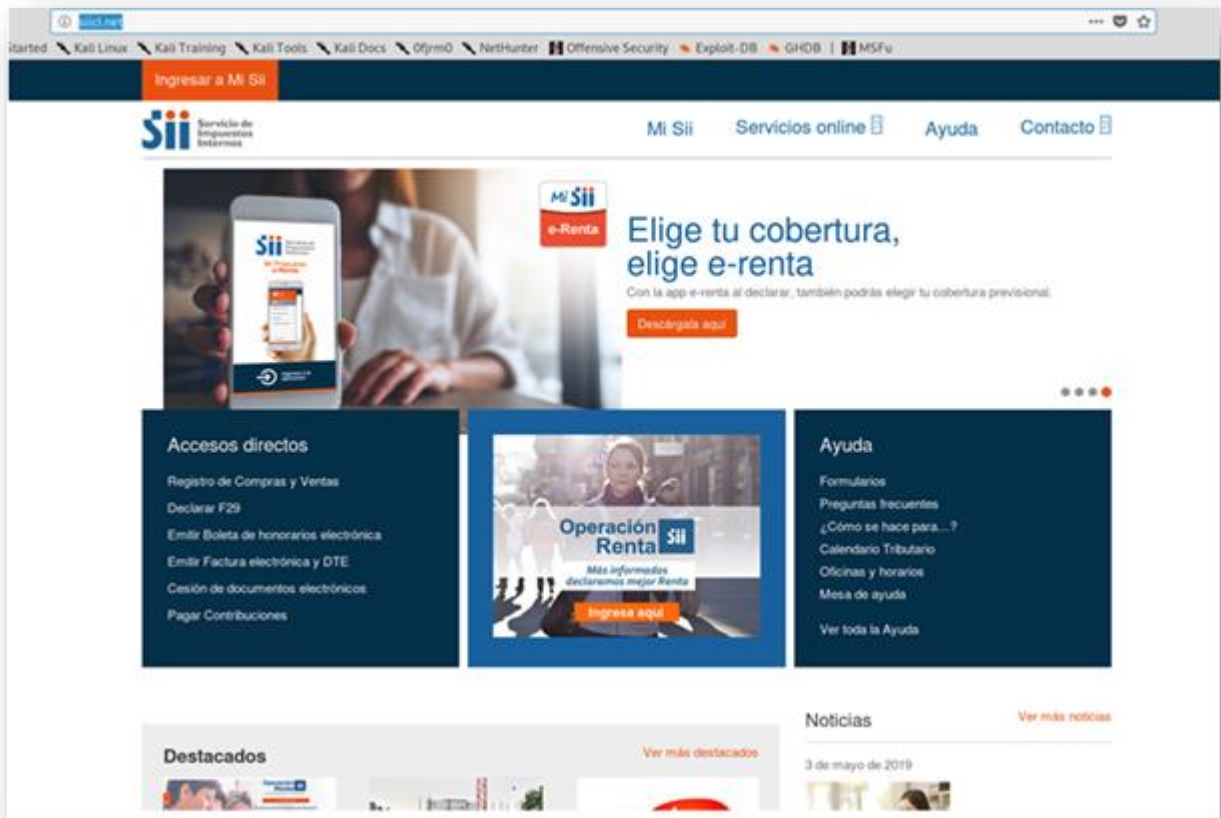 siicl.net
Started Kali Linux Kali Training Kali Tools Kali Docs Ofjrm0 NetHunter Offensive Security Exploit-DB GHDB | MSFu
Ingresar a Mi Sii
Sii Servicio de Impuestos Internos
Mi Sii Servicios online Ayuda Contacto
Mi Sii
e-Renta
Sii
Elige tu cobertura,
elige e-renta
Con la app e-renta al declarar, también podrás elegir tu cobertura previsional.
Descárgala aquí
Accesos directos
Registro de Compras y Ventas
Declarar F29
Emitir Boleta de honorarios electrónica
Emitir Factura electrónica y DTE
Cesión de documentos electrónicos
Pagar Contribuciones
Operación
Renta Sii
Más informados
declaramos mejor Renta
Ingresa aquí
Ayuda
Formularios
Preguntas frecuentes
¿Cómo se hace para...?
Calendario Tributario
Oficinas y horarios
Mesa de ayuda
Ver toda la Ayuda
Destacados
Ver más destacados
Noticias
Ver más noticias
3 de mayo de 2019